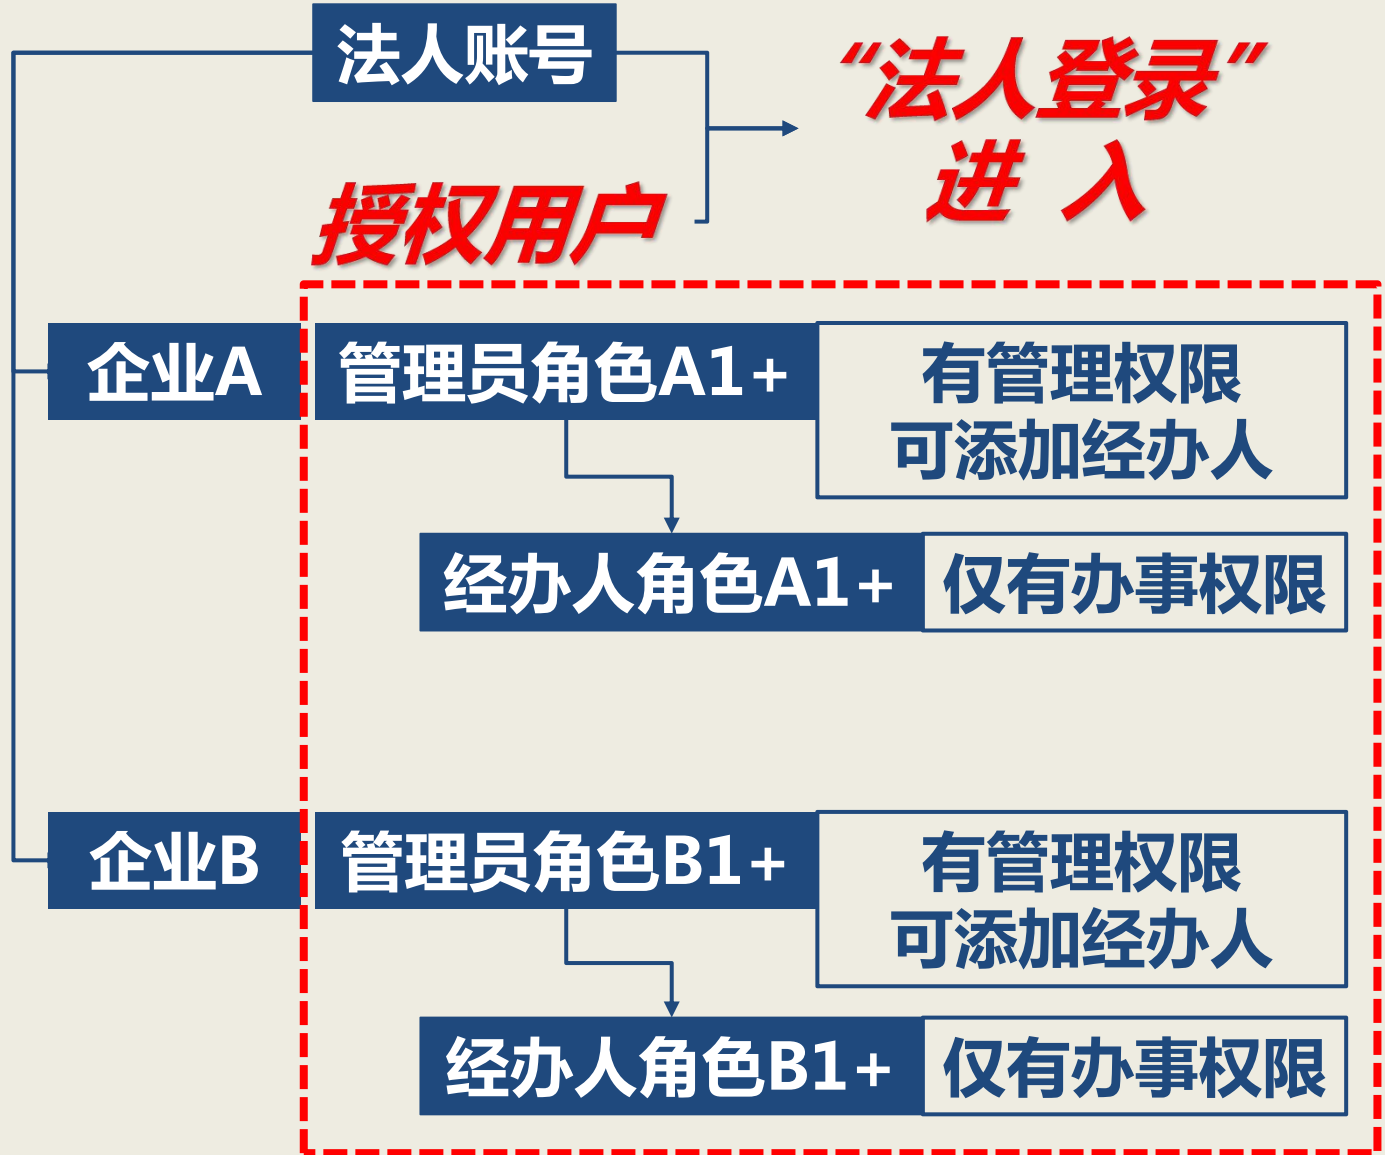 法人账号
“法人登录”
进 入
授权用户
企业A
管理员角色A1+
有管理权限
可添加经办人
经办人角色A1+
仅有办事权限
企业B
管理员角色B1+
有管理权限
可添加经办人
经办人角色B1+
仅有办事权限